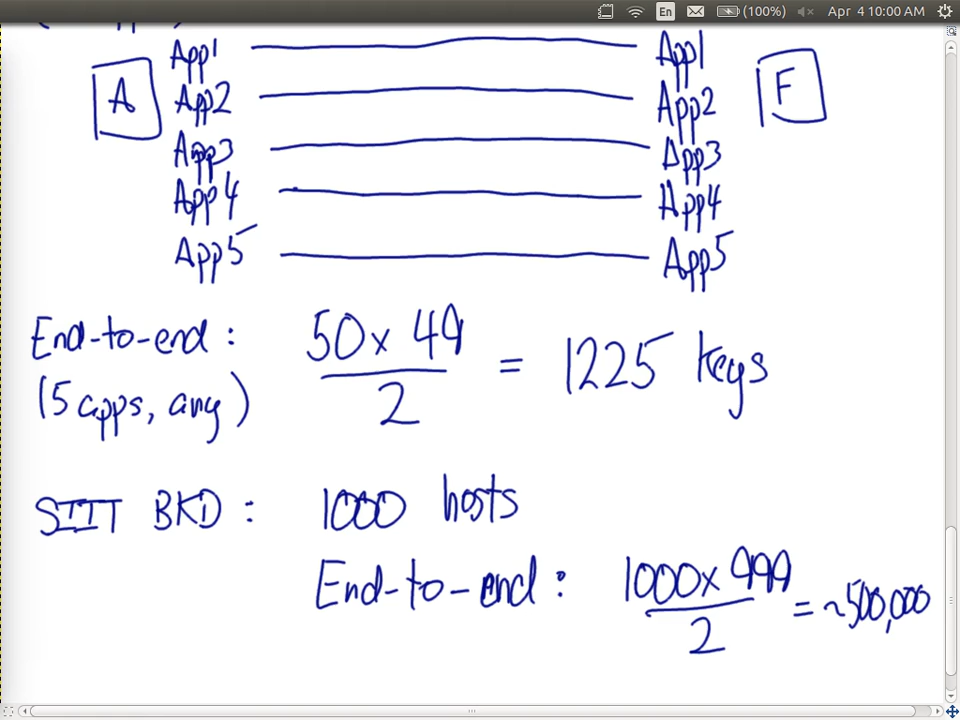 En (100%) Apr 4 10:00 AM
App1 App1
A App2 App2 F
App3 App3
App4 App4
App5 App5
End-to-end: 50 x 49 / 2 = 1225 keys
(5 apps, any)
SIIT BKD: 1000 hosts
End-to-end: 1000 x 999 / 2 = ~500,000